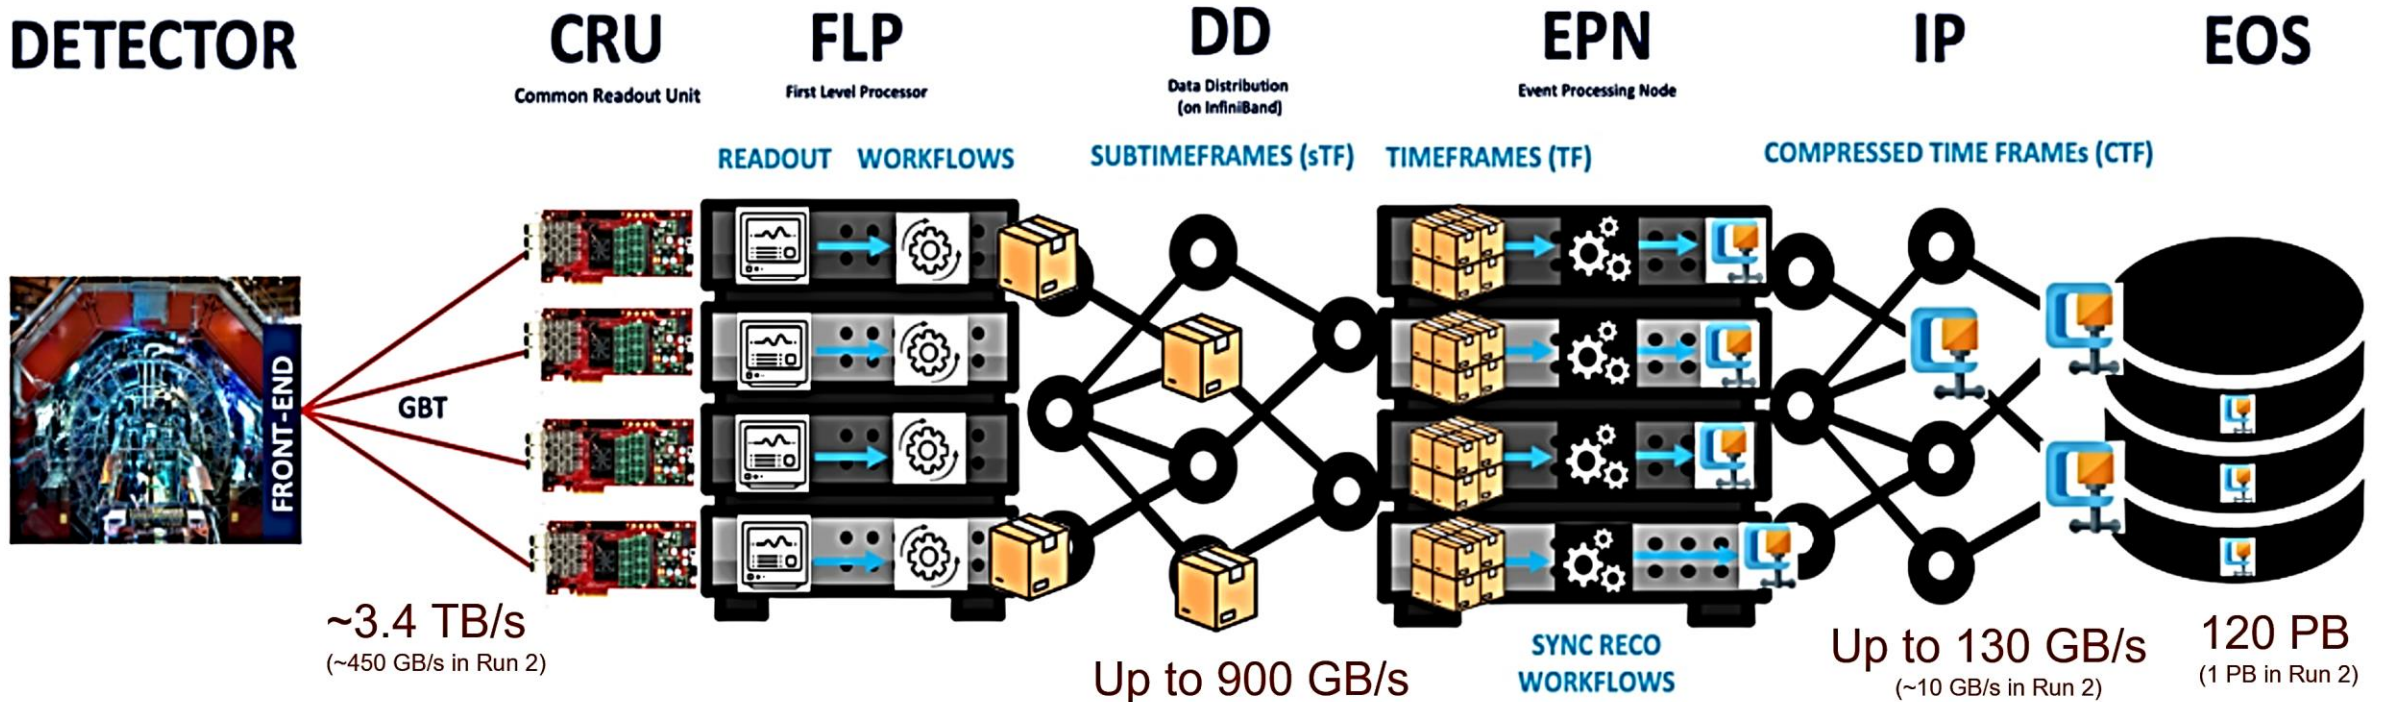 DETECTOR
CRU
Common Readout Unit
FLP
First Level Processor
DD
Data Distribution
(on InfiniBand)
EPN
Event Processing Node
IP
EOS
READOUT
WORKFLOWS
SUBTIMEFRAMES (sTF)
TIMEFRAMES (TF)
COMPRESSED TIME FRAMEs (CTF)
FRONT-END
GBT
~3.4 TB/s
(~450 GB/s in Run 2)
Up to 900 GB/s
SYNC RECO
WORKFLOWS
Up to 130 GB/s
(~10 GB/s in Run 2)
120 PB
(1 PB in Run 2)